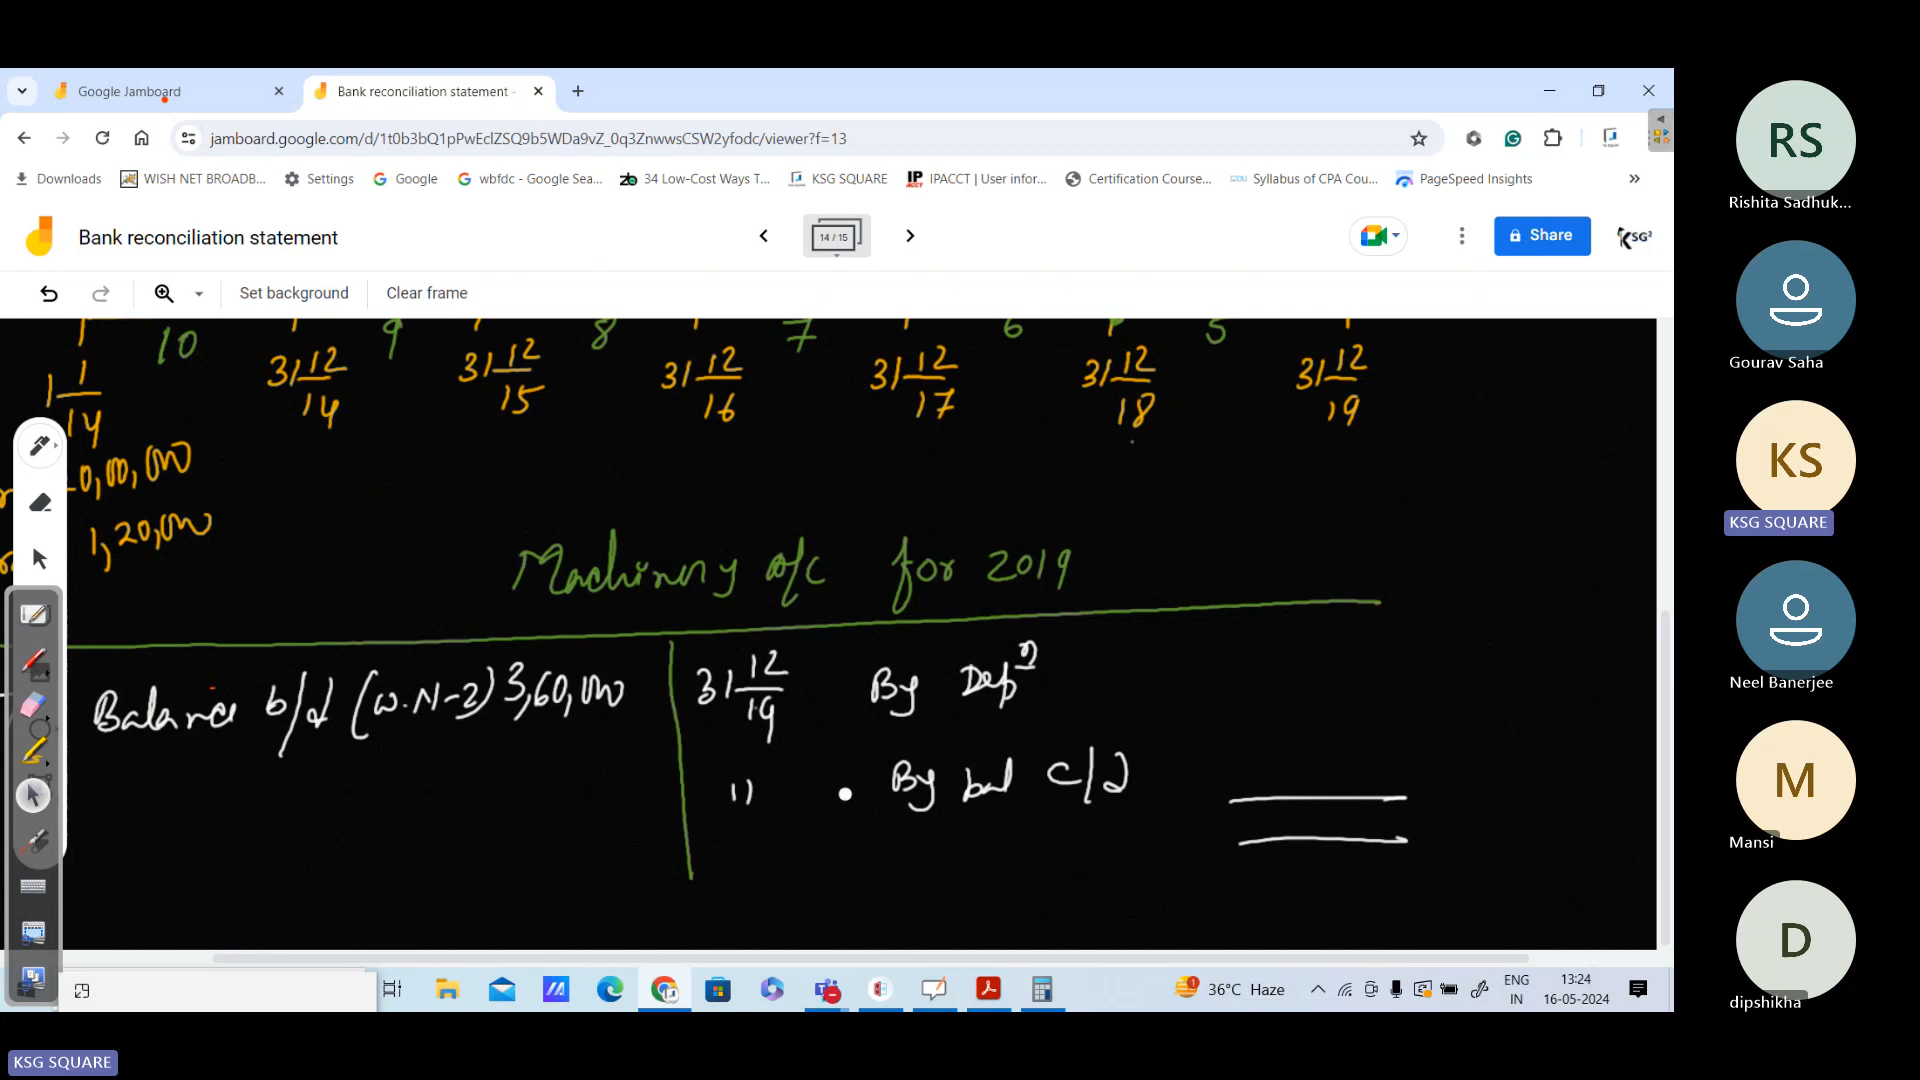 RS
Rishita Sadhuk...
Google Jamboard
Bank reconciliation statement -
jamboard.google.com/d/1t0b3bQ1pPwEclZSQ9b5WDa9vZ_0q3ZnwwsCSW2yfodc/viewer?f=13
Downloads WISH NET BROADB... Settings Google wbfdc - Google Sea... 34 Low-Cost Ways T... KSG SQUARE IPACCT | User infor... Certification Course... Syllabus of CPA Cou... PageSpeed Insights
Bank reconciliation statement
14 / 15
Share
KSG²
Set background Clear frame
Gourav Saha
10 9 8 7 6 5
1 1/14 31 12/14 31 12/15 31 12/16 31 12/17 31 12/18 31 12/19
0,00,000
1,20,000
KS
KSG SQUARE
Machinery a/c for 2019
Balance b/d (W.N-2) 3,60,000 31 12/19 By Depn
" By bal c/d
Neel Banerjee
M
Mansi
D
dipshikha
36°C Haze
ENG
IN
13:24
16-05-2024
KSG SQUARE